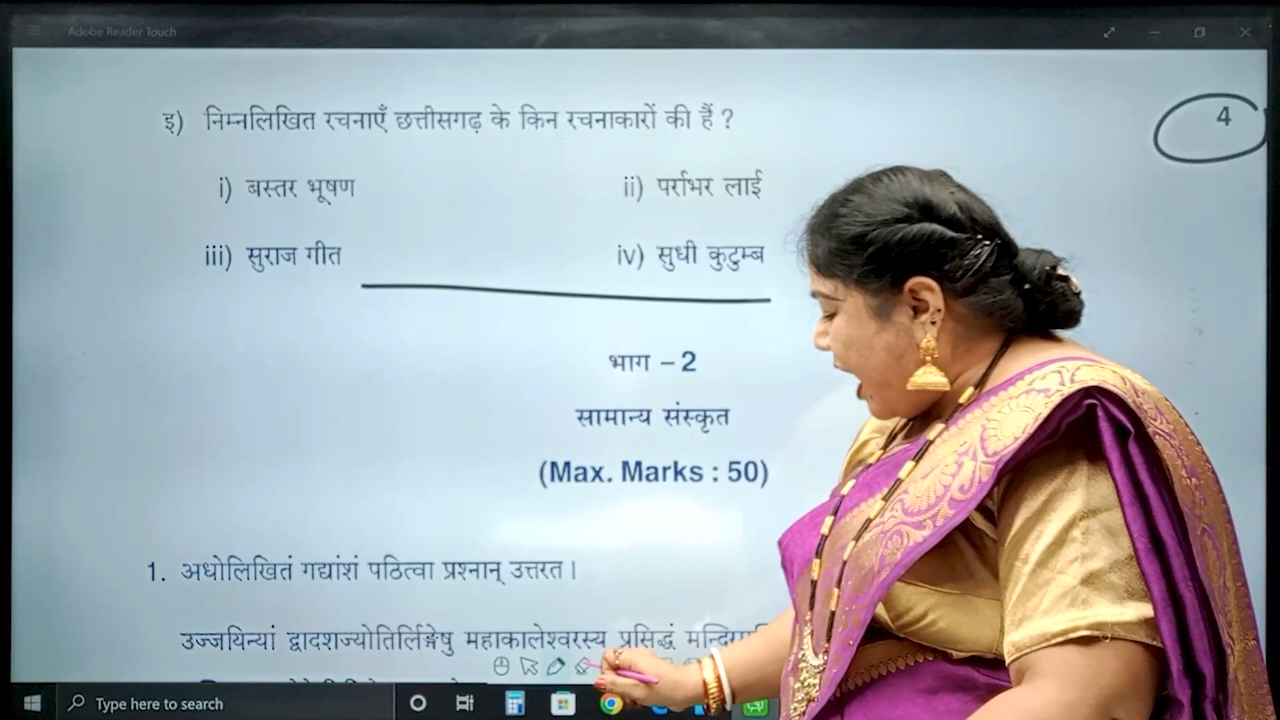 Adobe Reader Touch
इ) निम्नलिखित रचनाएँ छत्तीसगढ़ के किन रचनाकारों की हैं ?
4
i) बस्तर भूषण
ii) पर्राभर लाई
iii) सुराज गीत
iv) सुधी कुटुम्ब
भाग – 2
सामान्य संस्कृत
(Max. Marks : 50)
1. अधोलिखितं गद्यांशं पठित्वा प्रश्नान् उत्तरत।
उज्जयिन्यां द्वादशज्योतिर्लिङ्गेषु महाकालेश्वरस्य प्रसिद्धं
Type here to search